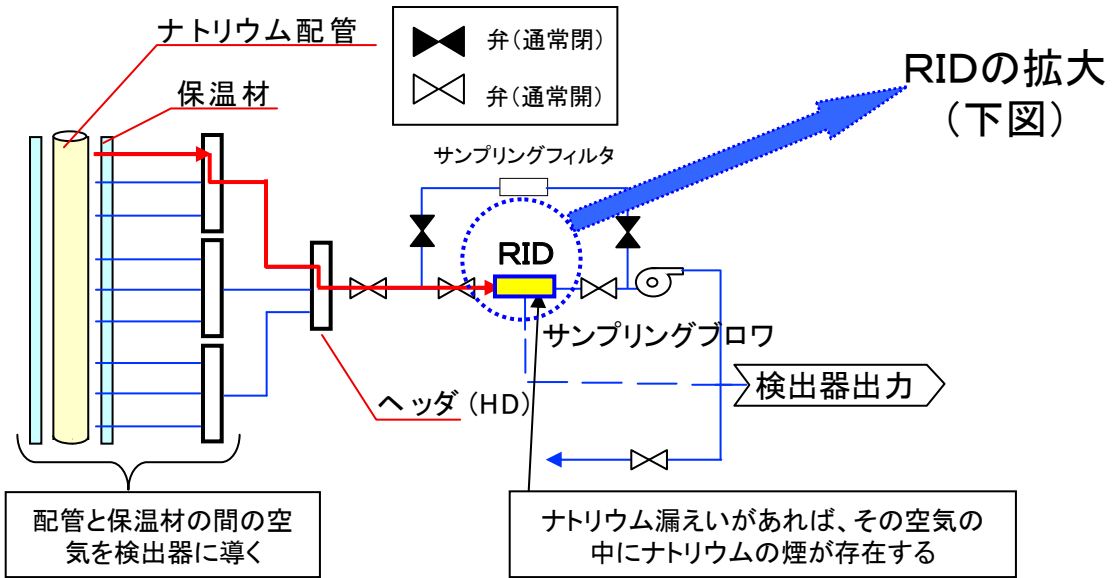 ナトリウム配管
保温材
弁(通常閉)
弁(通常開)
RIDの拡大
(下図)
サンプリングフィルタ
RID
サンプリングブロワ
検出器出力
ヘッダ(HD)
配管と保温材の間の空
気を検出器に導く
ナトリウム漏えいがあれば、その空気の
中にナトリウムの煙が存在する